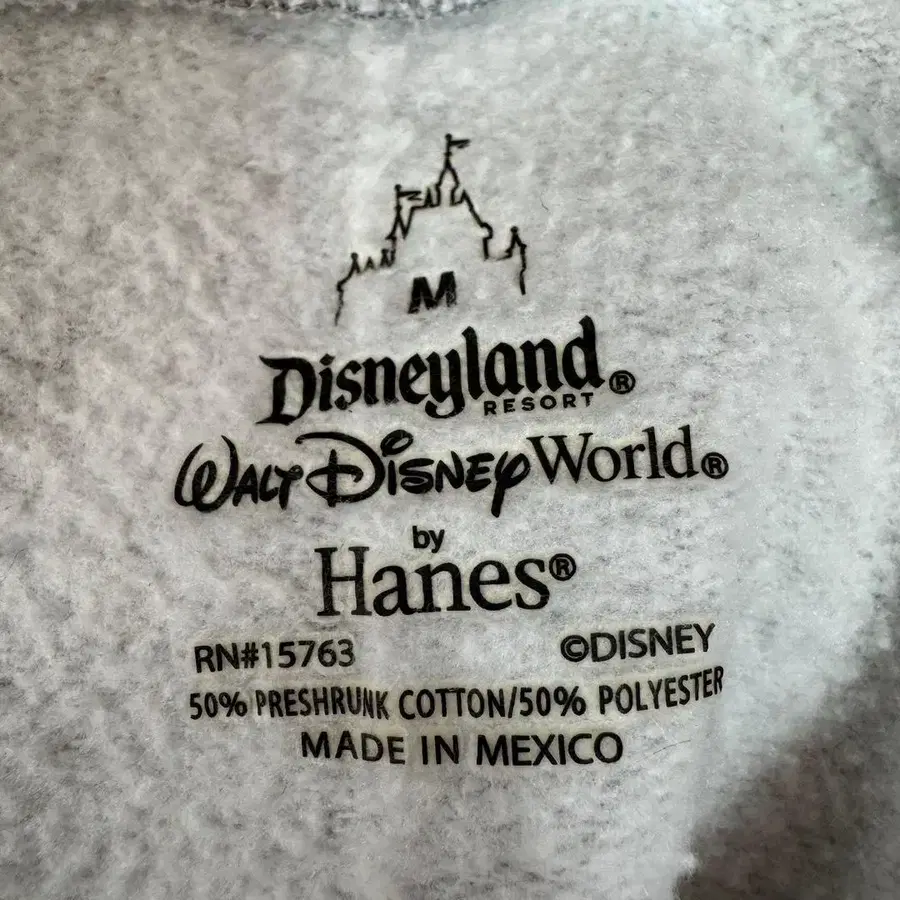 M
Disneyland®
RESORT
WALT DISNEY World®
by
Hanes®
RN#15763 ©DISNEY
50% PRESHRUNK COTTON/50% POLYESTER
MADE IN MEXICO